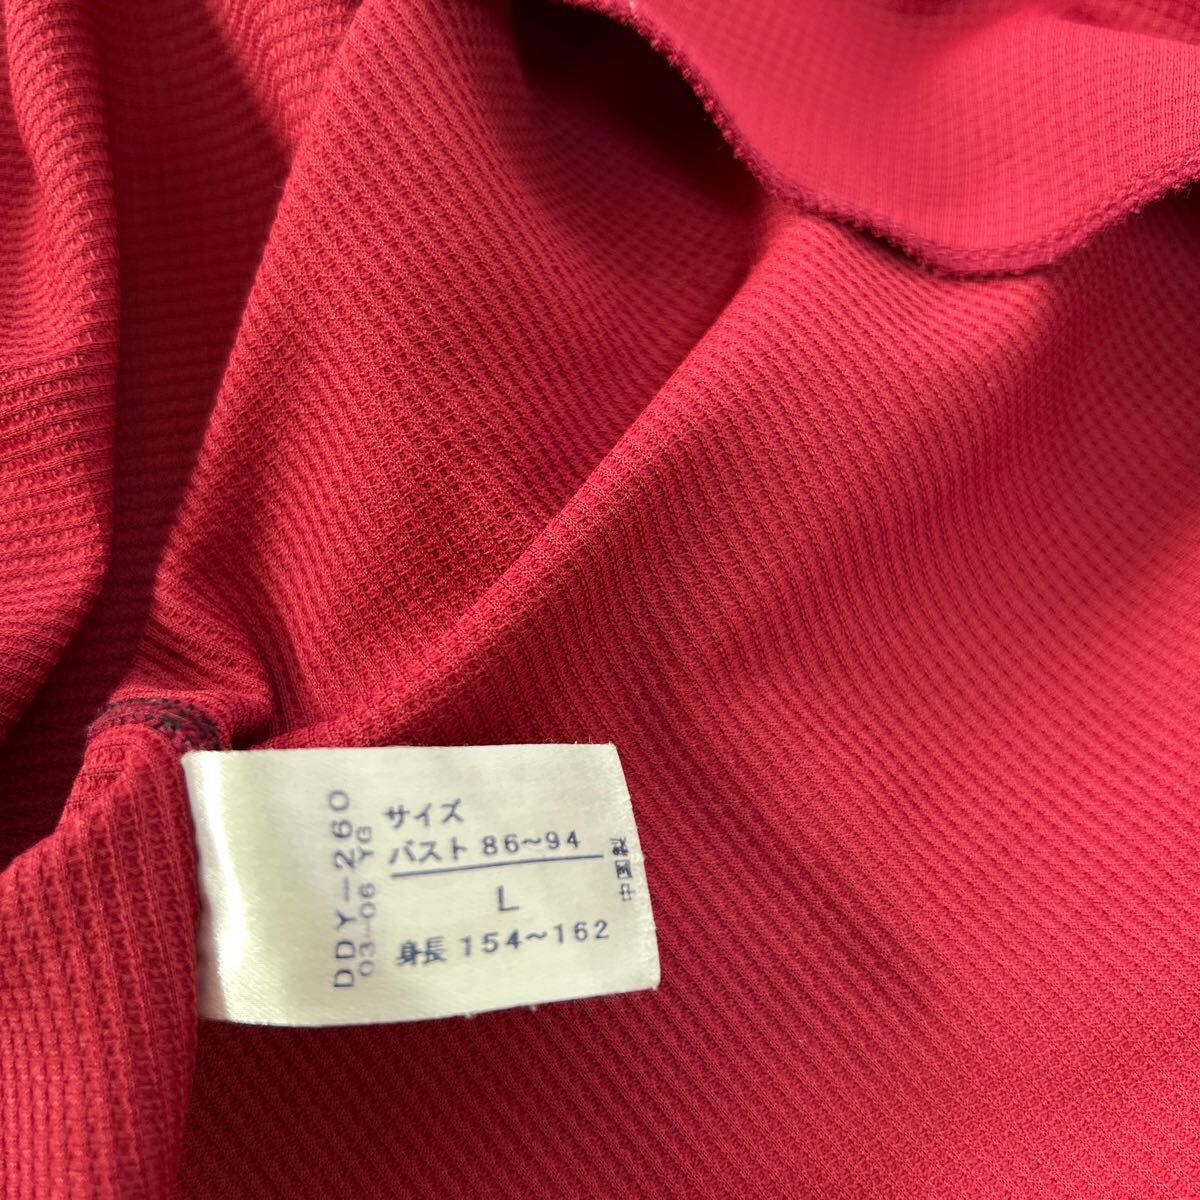 サイズ
バスト 86~94
L
身長 154~162
DDY-260
03-06 YG
中国製